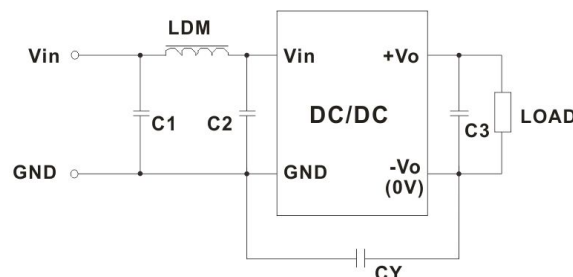 LDM
Vin
Vin
+Vo
C1
C2
DC/DC
C3
LOAD
GND
GND
-Vo
(0V)
CY